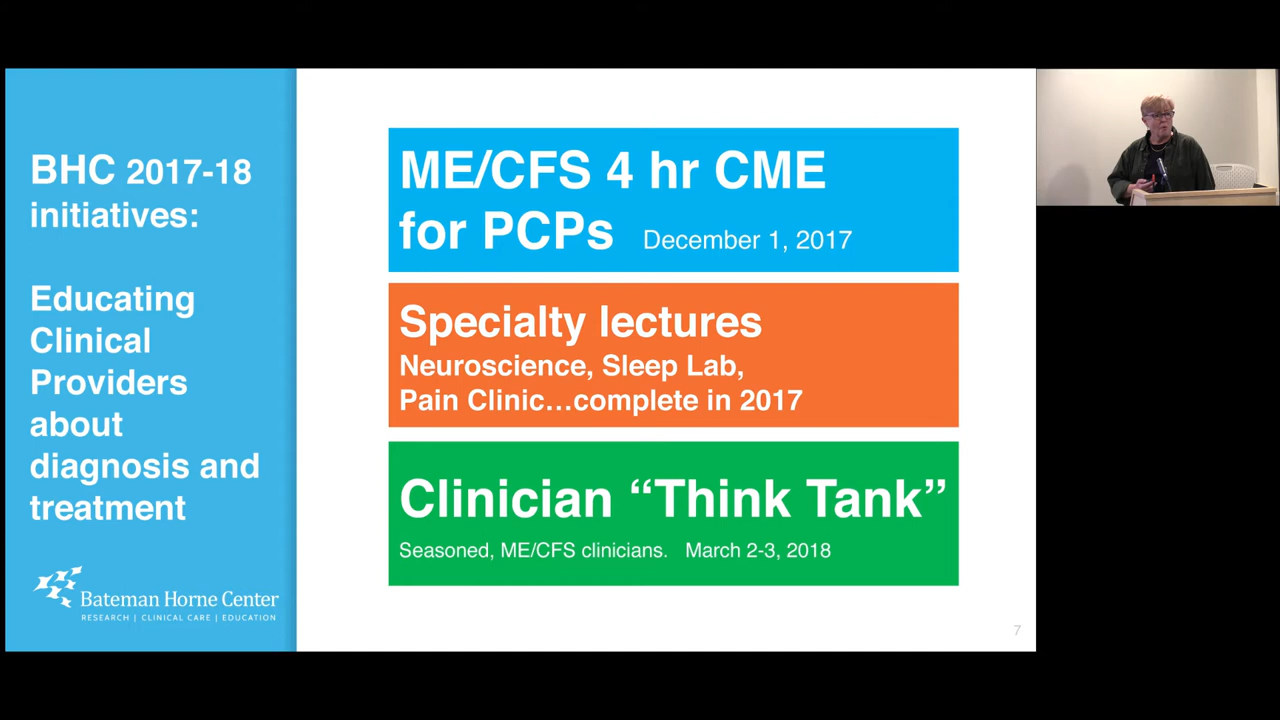 BHC 2017-18
initiatives:
Educating
Clinical
Providers
about
diagnosis and
treatment
Bateman Horne Center
RESEARCH | CLINICAL CARE | EDUCATION
ME/CFS 4 hr CME
for PCPs December 1, 2017
Specialty lectures
Neuroscience, Sleep Lab,
Pain Clinic…complete in 2017
Clinician “Think Tank”
Seasoned, ME/CFS clinicians. March 2-3, 2018
7